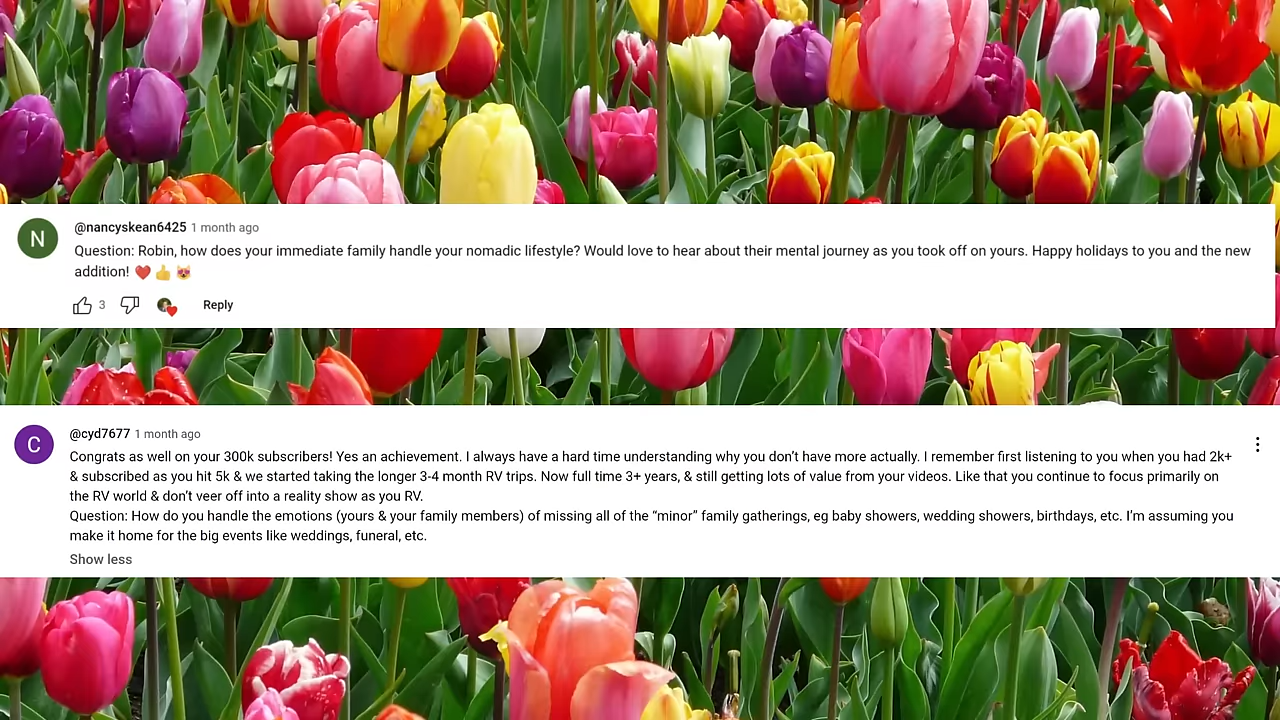 N
@nancyskean6425 1 month ago
Question: Robin, how does your immediate family handle your nomadic lifestyle? Would love to hear about their mental journey as you took off on yours. Happy holidays to you and the new
addition! ❤️ 👍 😻
3 Reply
C
@cyd7677 1 month ago
Congrats as well on your 300k subscribers! Yes an achievement. I always have a hard time understanding why you don’t have more actually. I remember first listening to you when you had 2k+
& subscribed as you hit 5k & we started taking the longer 3-4 month RV trips. Now full time 3+ years, & still getting lots of value from your videos. Like that you continue to focus primarily on
the RV world & don’t veer off into a reality show as you RV.
Question: How do you handle the emotions (yours & your family members) of missing all of the “minor” family gatherings, eg baby showers, wedding showers, birthdays, etc. I’m assuming you
make it home for the big events like weddings, funeral, etc.
Show less